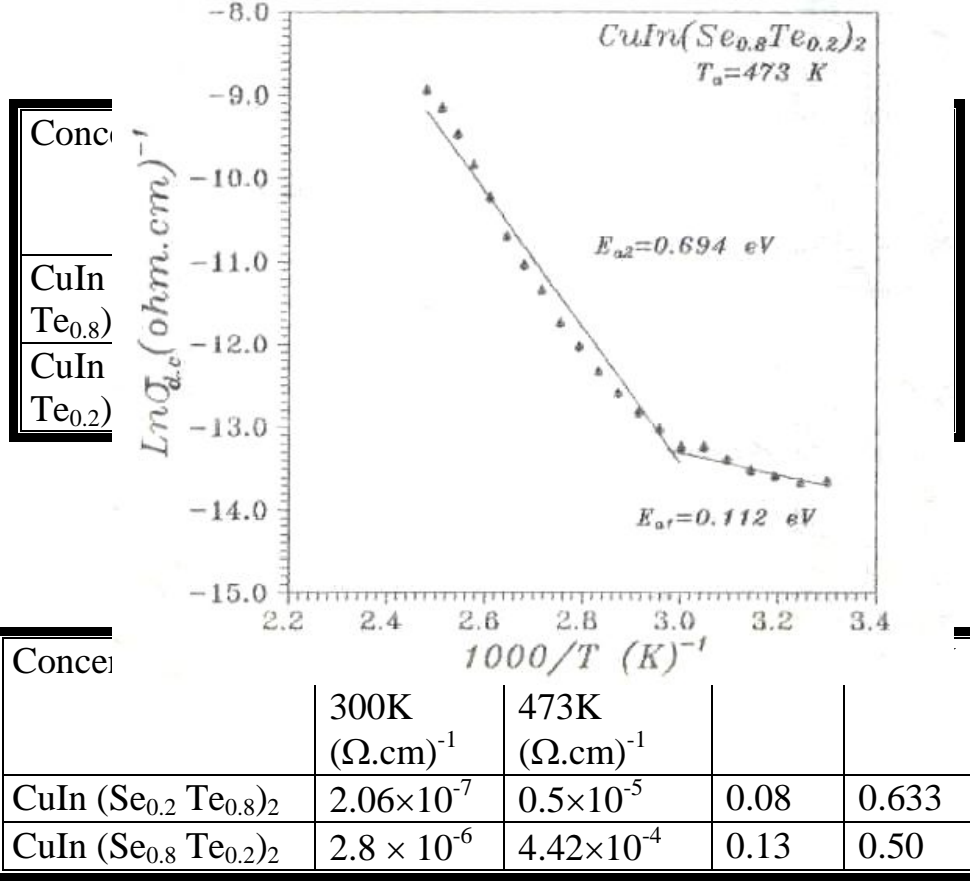 −8.0
CuIn(Se₀.₈Te₀.₂)₂
Tₐ=473 K
−9.0
Conce
−10.0
Eₐ₂=0.694 eV
−11.0
CuIn
Te₀.₈)
−12.0
CuIn
Te₀.₂)
−13.0
−14.0
Eₐ₁=0.112 eV
−15.0
Lnσ_d.c(ohm.cm)⁻¹
2.2 2.4 2.6 2.8 3.0 3.2 3.4
1000/T (K)⁻¹
Concer
300K 473K
(Ω.cm)⁻¹ (Ω.cm)⁻¹
CuIn (Se₀.₂ Te₀.₈)₂ 2.06×10⁻⁷ 0.5×10⁻⁵ 0.08 0.633
CuIn (Se₀.₈ Te₀.₂)₂ 2.8 × 10⁻⁶ 4.42×10⁻⁴ 0.13 0.50